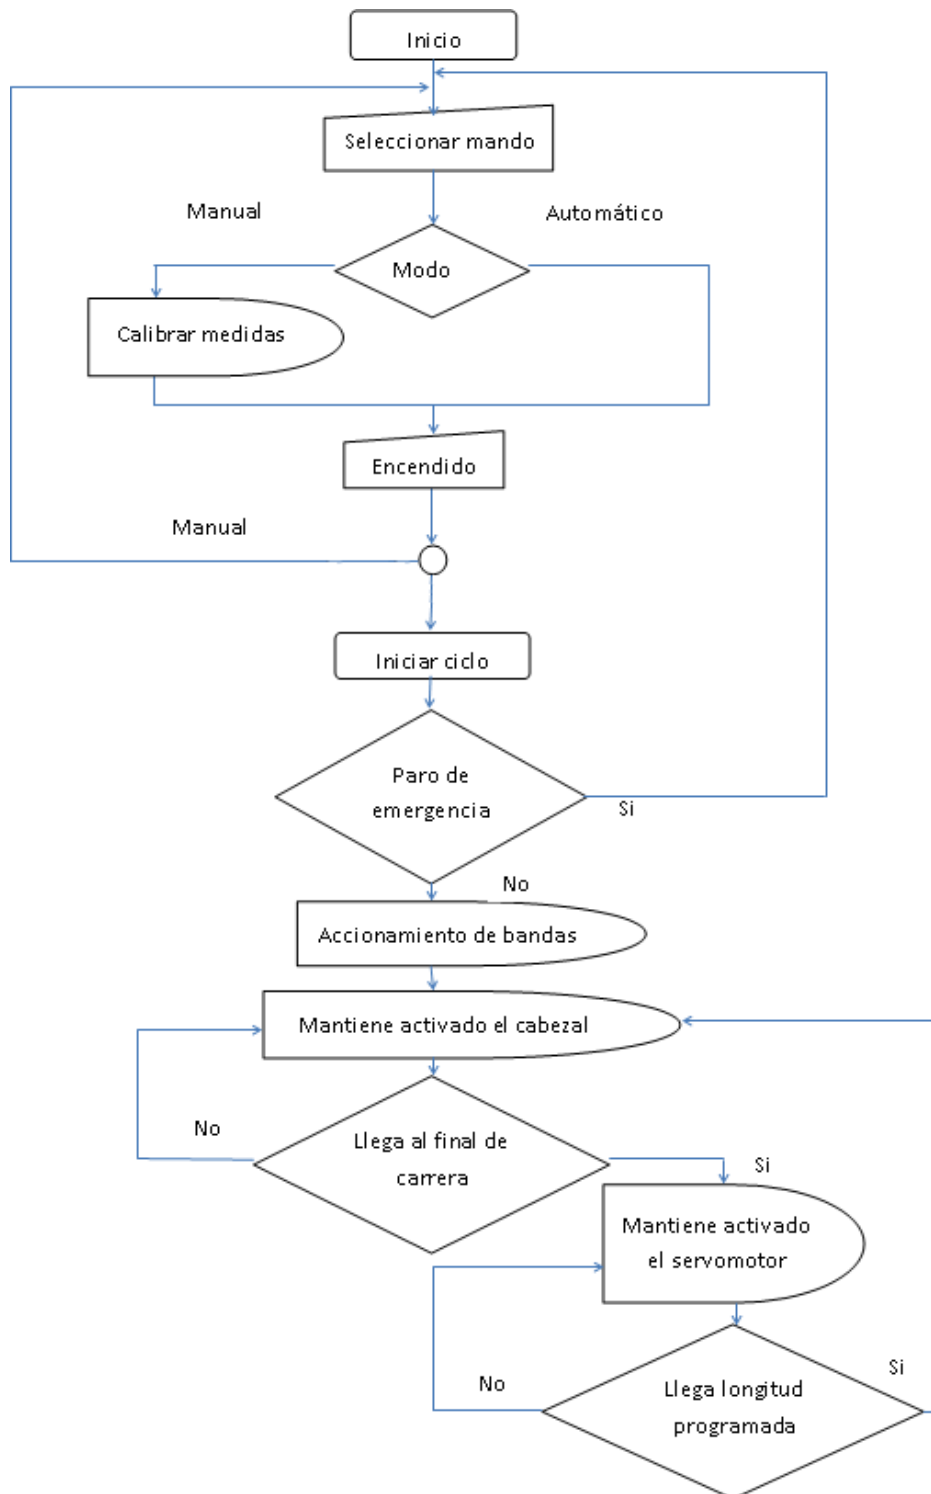 Inicio
Seleccionar mando
Manual
Automático
Modo
Calibrar medidas
Encendido
Manual
Iniciar ciclo
Paro de
emergencia
Si
No
Accionamiento de bandas
Mantiene activado el cabezal
No
Llega al final de
carrera
Si
Mantiene activado
el servomotor
No
Si
Llega longitud
programada